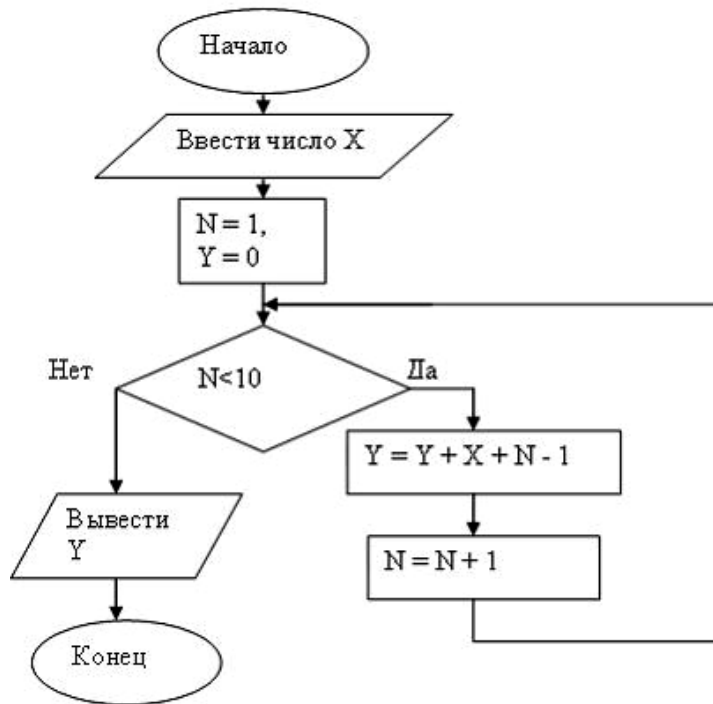 Начало
Ввести число X
N = 1,
Y = 0
N<10
Нет
Да
Y = Y + X + N - 1
N = N + 1
Вывести
Y
Конец